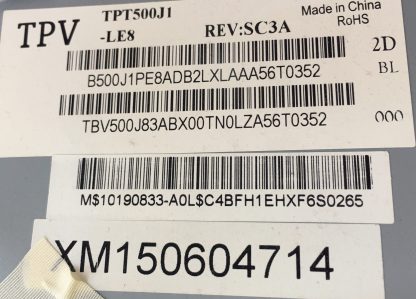 TPV TPT500J1 Made in China
-LE8 REV:SC3A RoHS
2D
B500J1PE8ADB2LXLAAA56T0352 BL
TBV500J83ABX00TN0LZA56T0352 000
M$10190833-A0L$C4BFH1EHXF6S0265
XM150604714